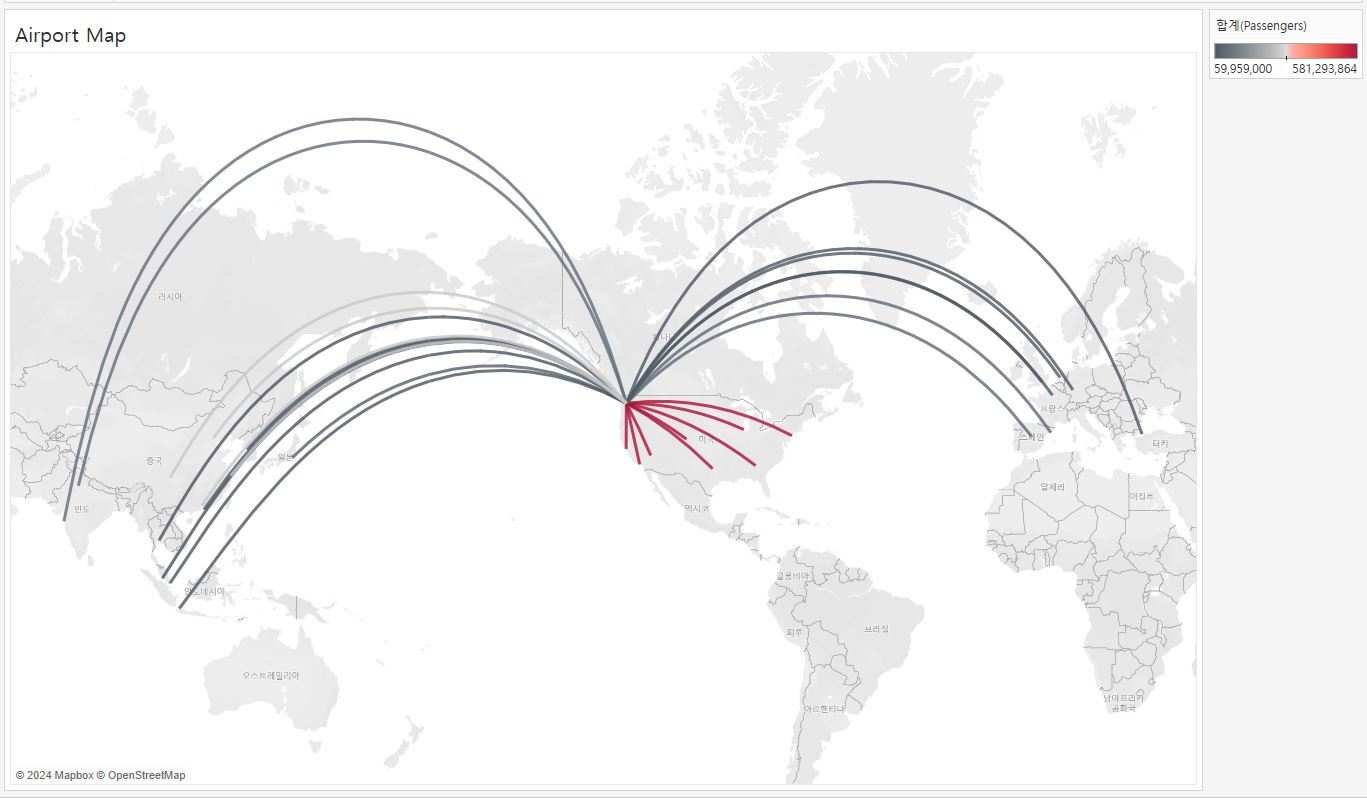 Airport Map
합계(Passengers)
59,959,000 581,293,864
러시아
프랑스
스페인
터키
중국
일본
미국
인도
멕시코
알제리
이집트
인도네시아
콜롬비아
페루
브라질
오스트레일리아
아르헨티나
남아프리카
공화국
© 2024 Mapbox © OpenStreetMap